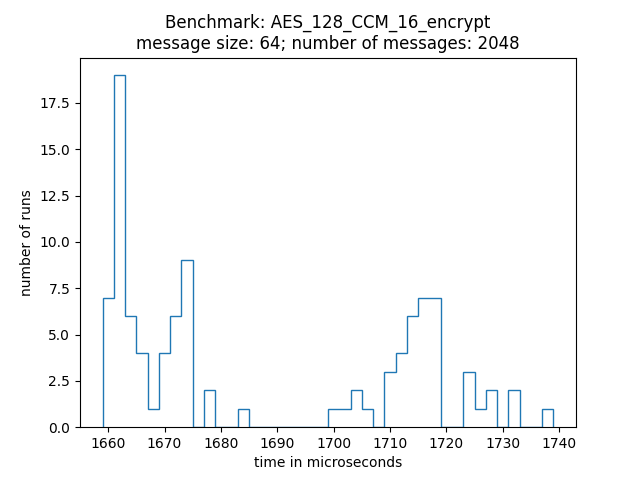 Benchmark: AES_128_CCM_16_encrypt
message size: 64; number of messages: 2048
17.5
15.0
12.5
10.0
7.5
5.0
2.5
0.0
number of runs
1660 1670 1680 1690 1700 1710 1720 1730 1740
time in microseconds